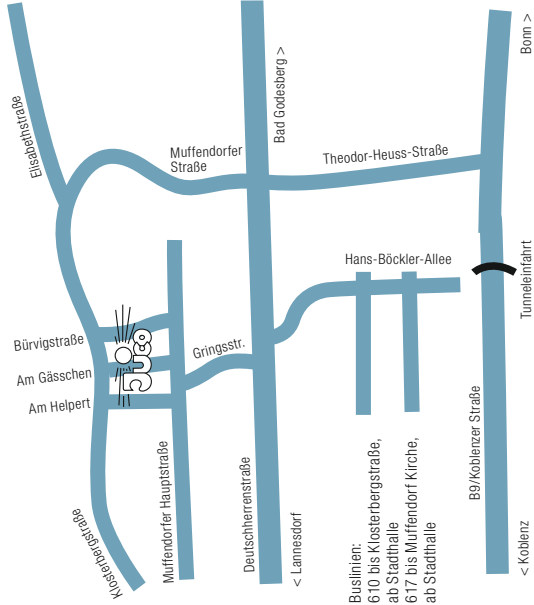 Elisabethstraße
Muffendorfer
Straße
Bad Godesberg >
Theodor-Heuss-Straße
Bonn >
Hans-Böckler-Allee
Tunneleinfahrt
Bürvigstraße
Am Gässchen
Am Helpert
Gringsstr.
Klosterbergstraße
Muffendorfer Hauptstraße
Deutschherrenstraße
< Lannesdorf
Buslinien:
610 bis Klosterbergstraße,
ab Stadthalle
617 bis Muffendorf Kirche,
ab Stadthalle
B9/Koblenzer Straße
< Koblenz